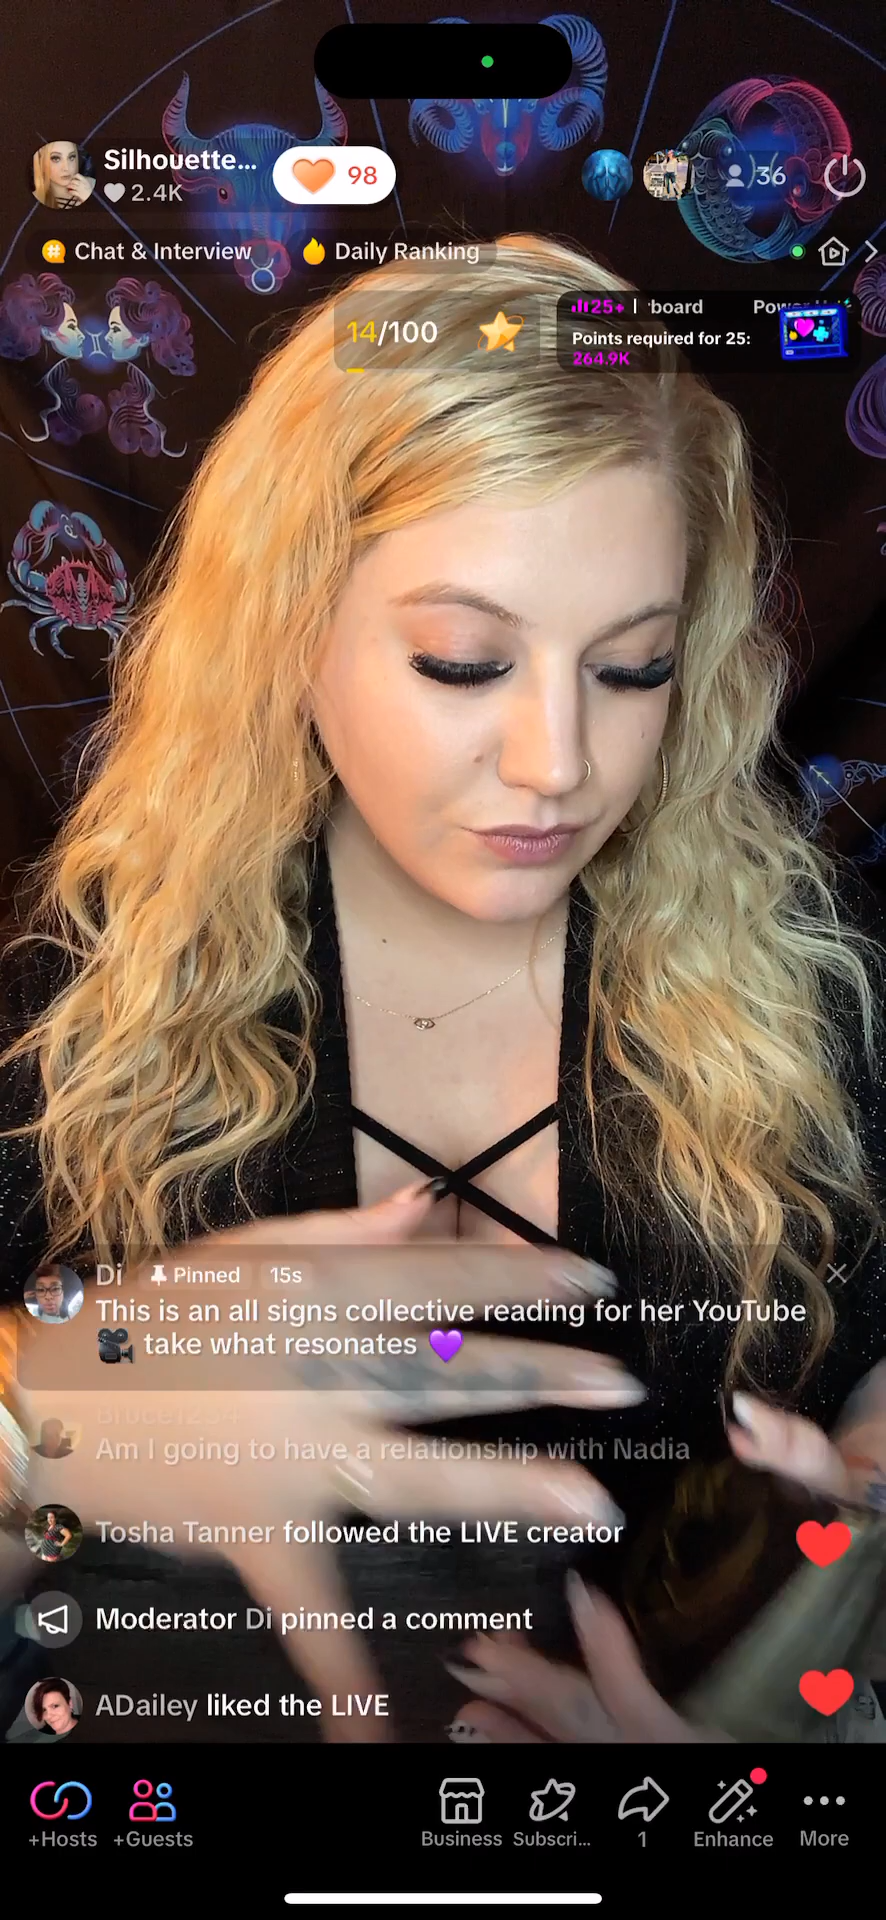 Silhouette...
2.4K
98
36
Chat & Interview
Daily Ranking
14/100
25+
board
Points required for 25:
264.9K
Di Pinned 15s
This is an all signs collective reading for her YouTube
take what resonates
Bruce1234
Am I going to have a relationship with Nadia
Tosha Tanner followed the LIVE creator
Moderator Di pinned a comment
ADailey liked the LIVE
+Hosts
+Guests
Business
Subscri...
1
Enhance
More